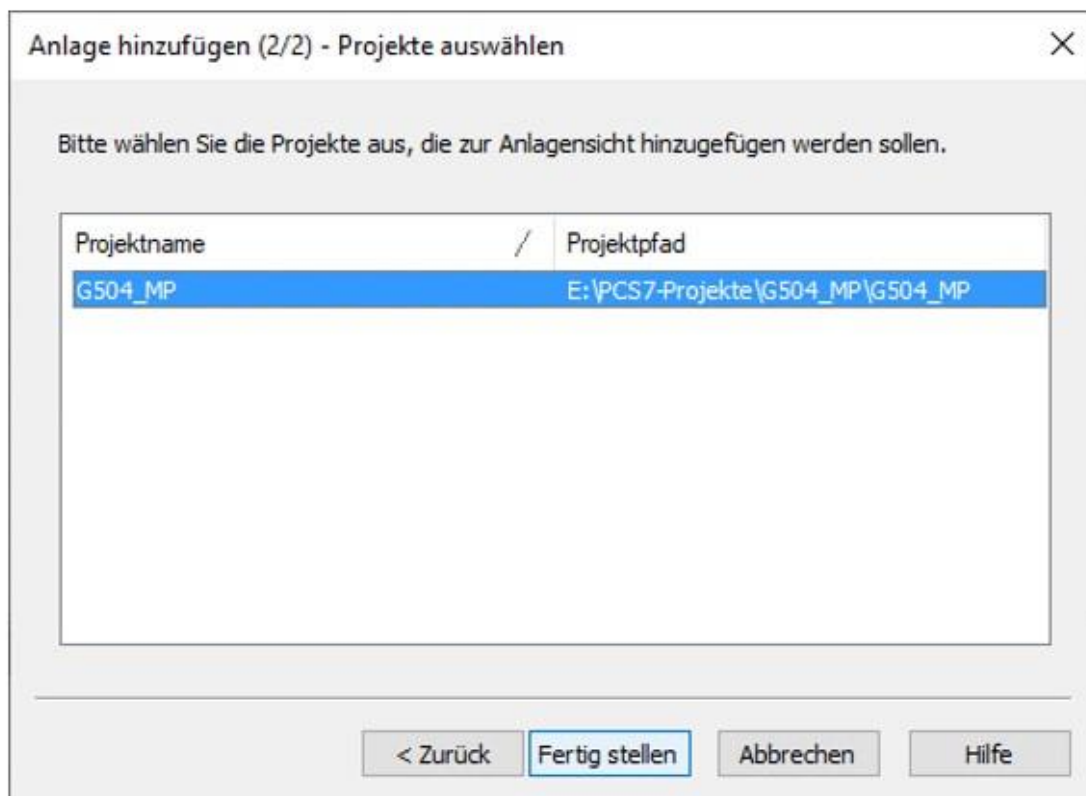 Anlage hinzufügen (2/2) - Projekte auswählen
Bitte wählen Sie die Projekte aus, die zur Anlagensicht hinzugefügen werden sollen.
Projektname Projektpfad
G504_MP E:\PCS7-Projekte\G504_MP\G504_MP
< Zurück Fertig stellen Abbrechen Hilfe